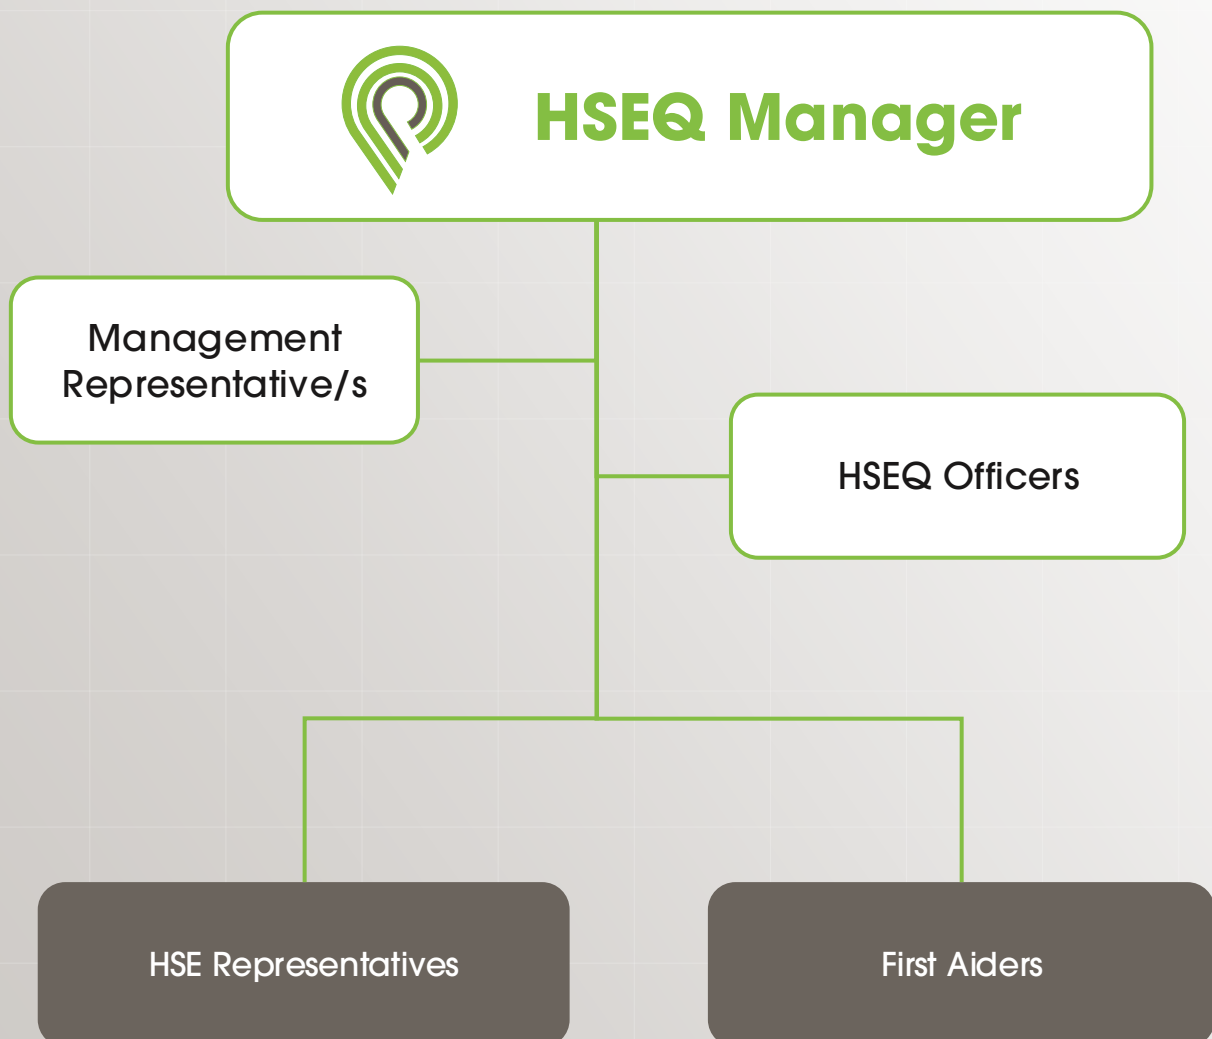 HSEQ Manager
Management
Representative/s
HSEQ Officers
HSE Representatives
First Aiders